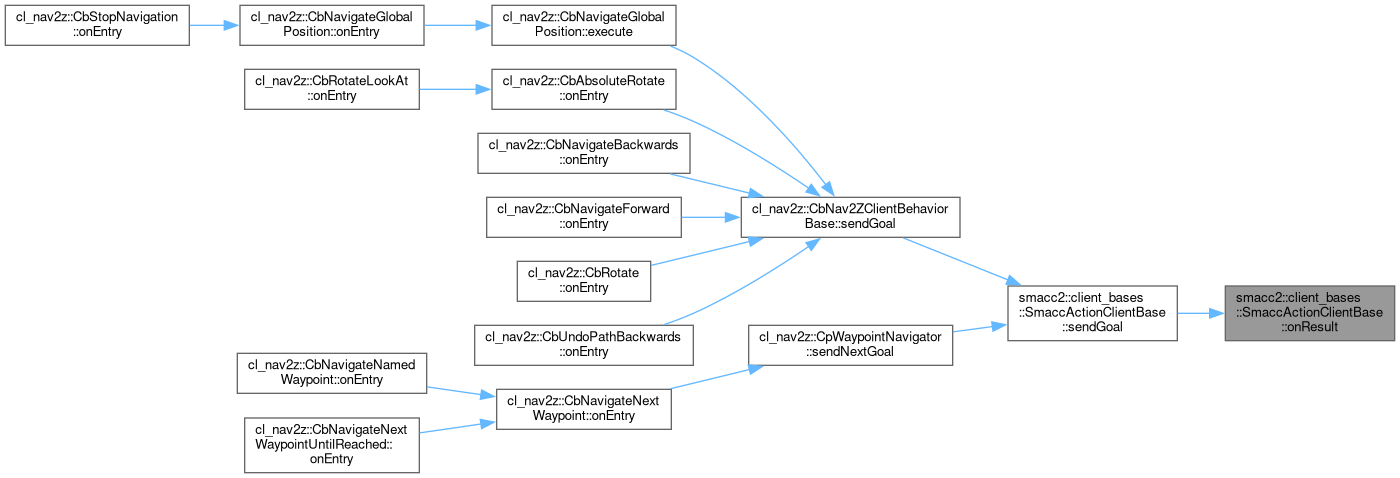 cl_nav2z::CbStopNavigation
::onEntry
cl_nav2z::CbNavigateGlobal
Position::onEntry
cl_nav2z::CbNavigateGlobal
Position::execute
cl_nav2z::CbRotateLookAt
::onEntry
cl_nav2z::CbAbsoluteRotate
::onEntry
cl_nav2z::CbNavigateBackwards
::onEntry
cl_nav2z::CbNavigateForward
::onEntry
cl_nav2z::CbNav2ZClientBehavior
Base::sendGoal
cl_nav2z::CbRotate
::onEntry
smacc2::client_bases
::SmaccActionClientBase
::sendGoal
smacc2::client_bases
::SmaccActionClientBase
::onResult
cl_nav2z::CbUndoPathBackwards
::onEntry
cl_nav2z::CpWaypointNavigator
::sendNextGoal
cl_nav2z::CbNavigateNamed
Waypoint::onEntry
cl_nav2z::CbNavigateNext
Waypoint::onEntry
cl_nav2z::CbNavigateNext
WaypointUntilReached::
onEntry